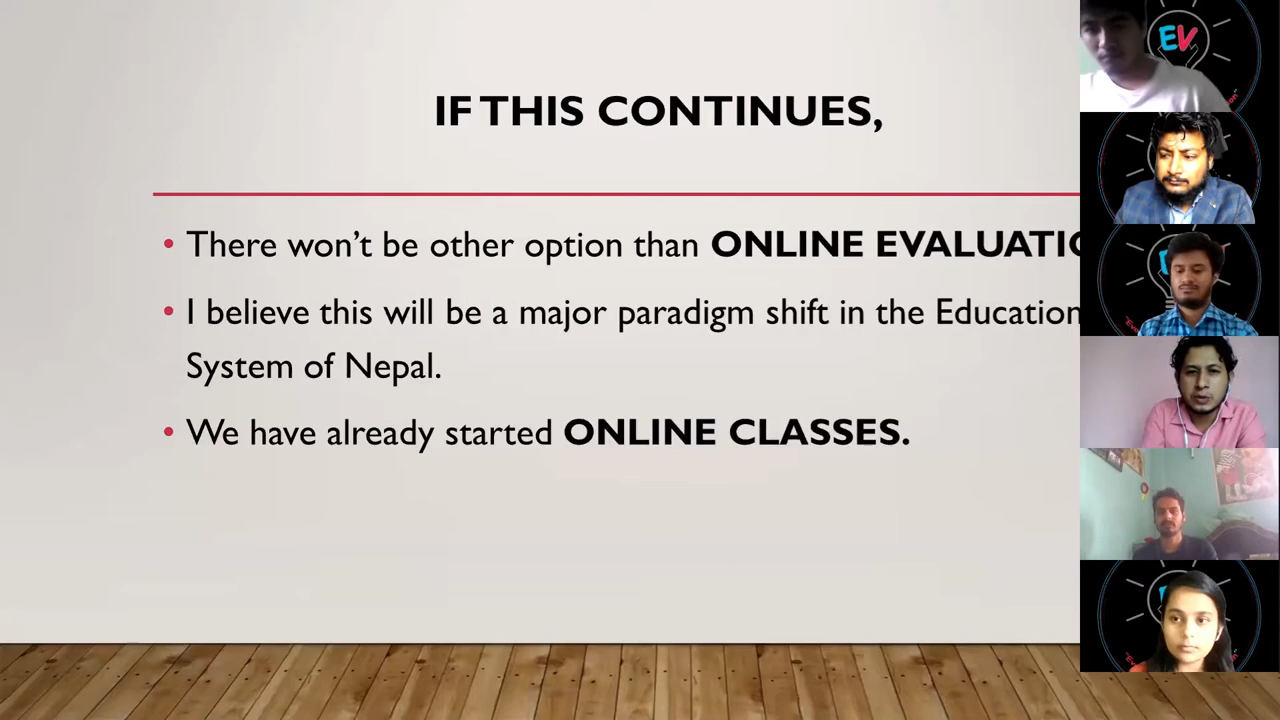 IF THIS CONTINUES,
• There won't be other option than ONLINE
• I believe this will be a major paradigm shift in the Education
System of Nepal.
• We have already started ONLINE CLASSES.
EV